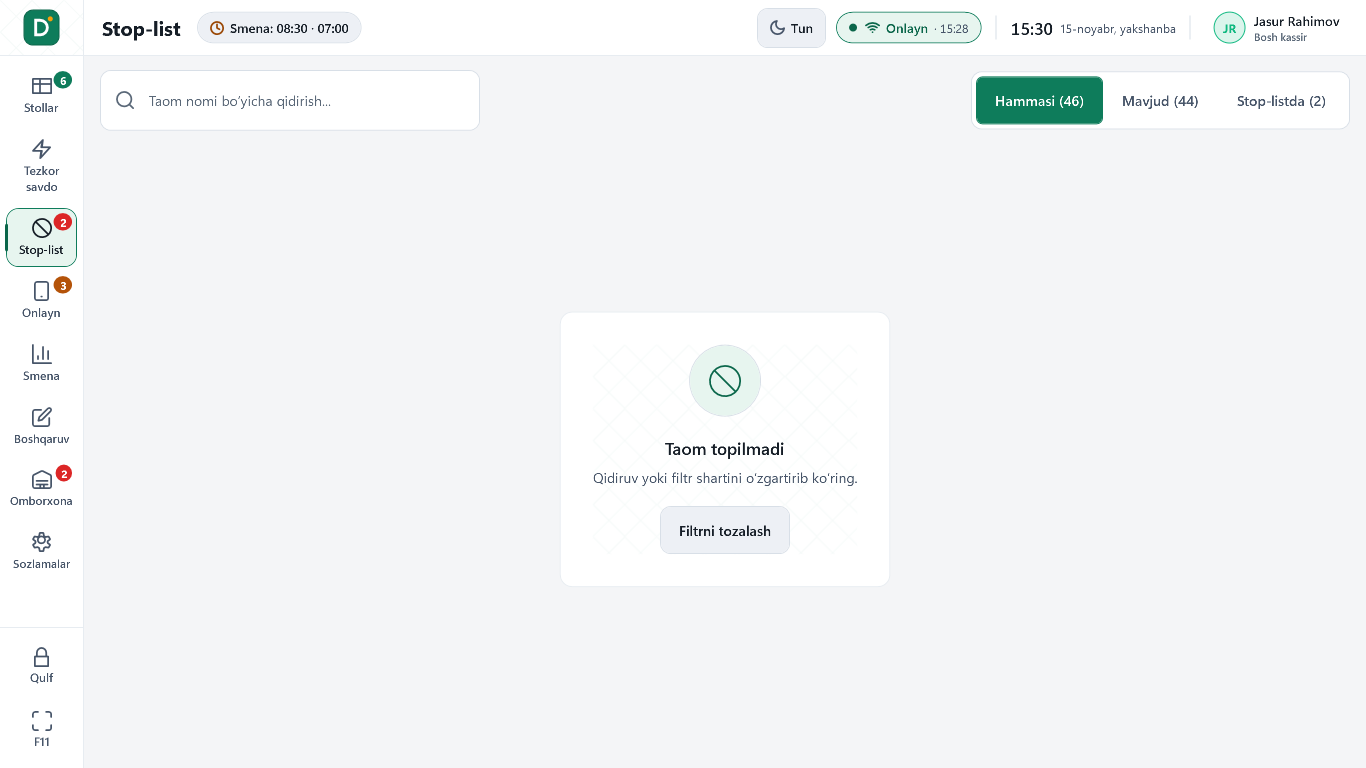 D
Stop-list
Smena: 08:30 · 07:00
Tun
Onlayn · 15:28
15:30 15-noyabr, yakshanba
JR
Jasur Rahimov
Bosh kassir
6
Stollar
Tezkor
savdo
2
Stop-list
3
Onlayn
Smena
Boshqaruv
2
Omborxona
Sozlamalar
Qulf
F11
Taom nomi bo‘yicha qidirish...
Hammasi (46)
Mavjud (44)
Stop-listda (2)
Taom topilmadi
Qidiruv yoki filtr shartini o‘zgartirib ko‘ring.
Filtrni tozalash